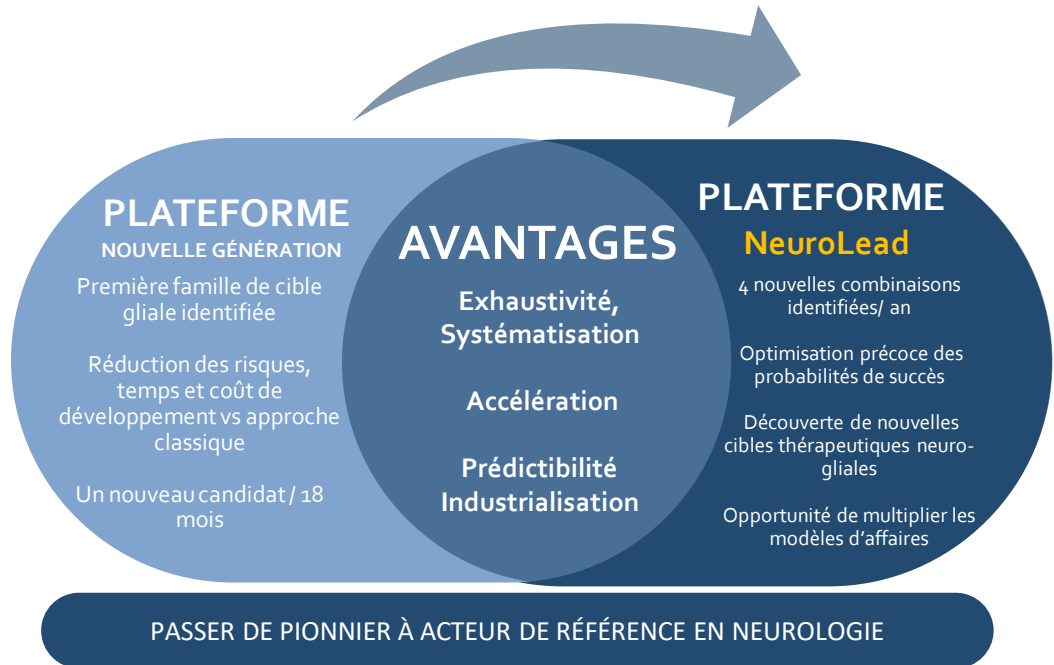 PLATEFORME
NOUVELLE GÉNÉRATION
Première famille de cible
gliale identifiée
Réduction des risques,
temps et coût de
développement vs approche
classique
Un nouveau candidat / 18
mois
AVANTAGES
Exhaustivité,
Systématisation
Accélération
Prédictibilité
Industrialisation
PLATEFORME
NeuroLead
4 nouvelles combinaisons
identifiées/ an
Optimisation précoce des
probabilités de succès
Découverte de nouvelles
cibles thérapeutiques neuro-
gliales
Opportunité de multiplier les
modèles d’affaires
PASSER DE PIONNIER À ACTEUR DE RÉFÉRENCE EN NEUROLOGIE